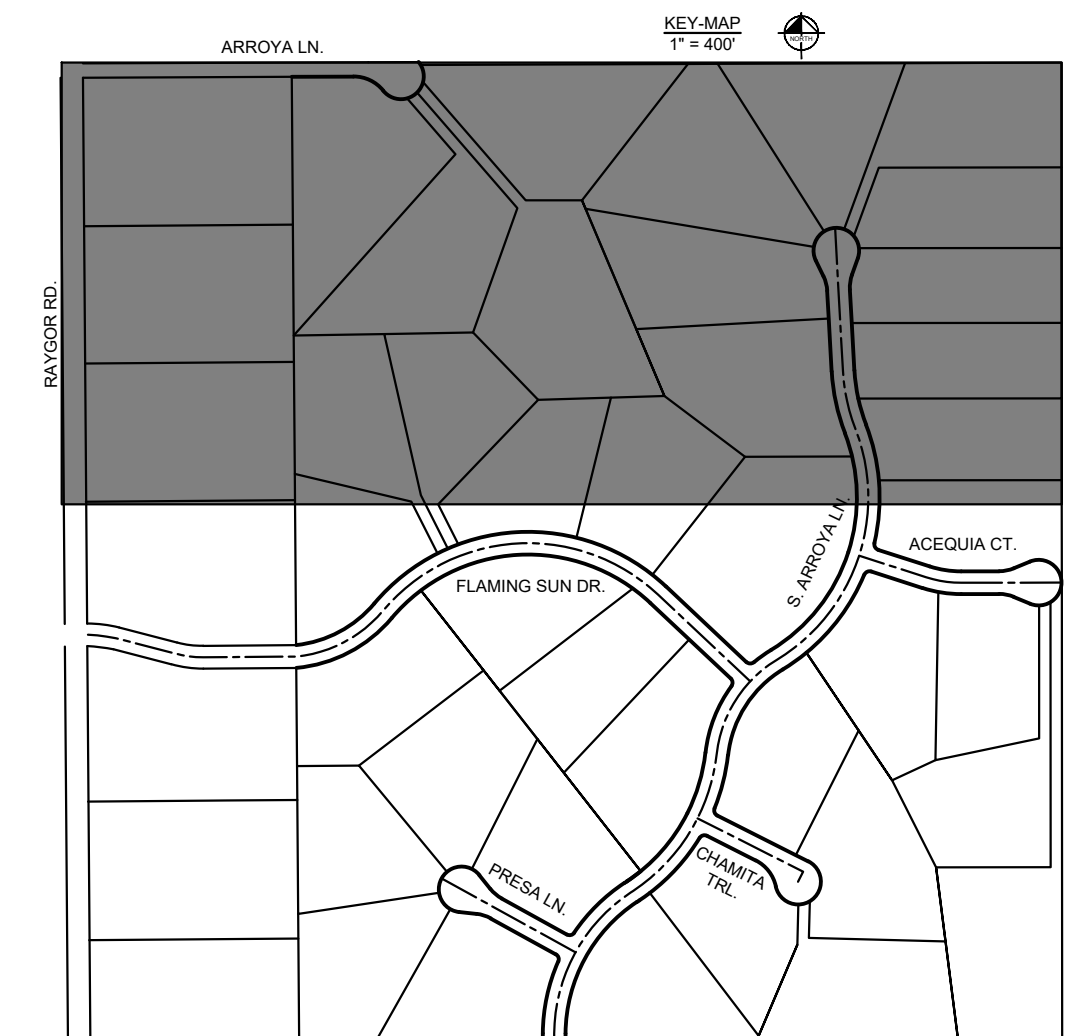 KEY-MAP
1" = 400'
NORTH
ARROYA LN.
RAYGOR RD.
S. ARROYA LN.
ACEQUIA CT.
FLAMING SUN DR.
PRESA LN.
CHAMITA
TRL.